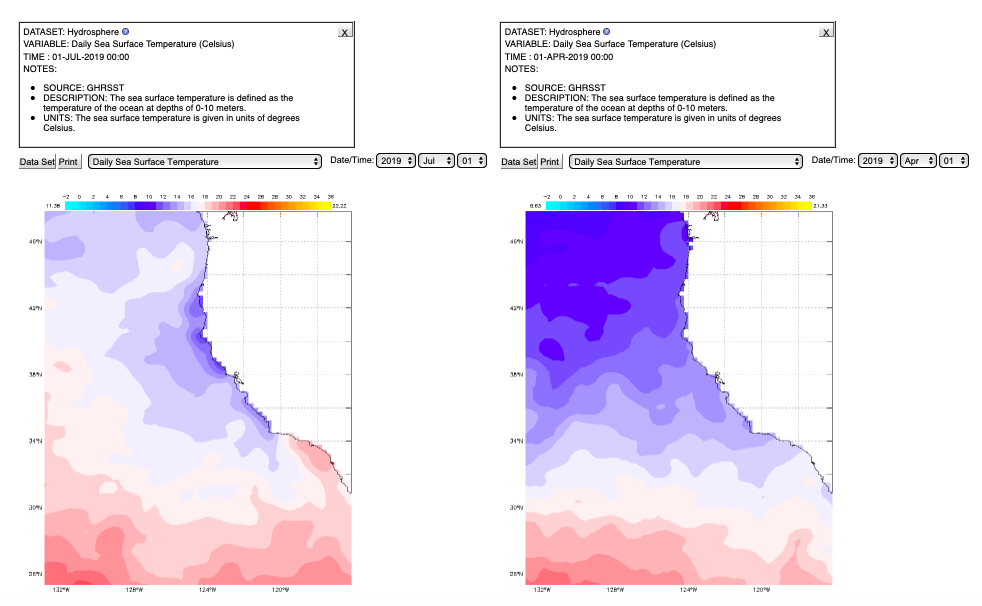 DATASET: Hydrosphere ?
X
VARIABLE: Daily Sea Surface Temperature (Celsius)
TIME : 01-JUL-2019 00:00
NOTES:
● SOURCE: GHRSST
● DESCRIPTION: The sea surface temperature is defined as the
temperature of the ocean at depths of 0-10 meters.
● UNITS: The sea surface temperature is given in units of degrees
Celsius.
Data Set Print Daily Sea Surface Temperature Date/Time: 2019 Jul 01
-2 0 2 4 6 8 10 12 14 16 18 20 22 24 26 28 30 32 34 36
22.22
46°N
42°N
38°N
34°N
30°N
26°N
132°W 128°W 124°W 120°W
DATASET: Hydrosphere ?
X
VARIABLE: Daily Sea Surface Temperature (Celsius)
TIME : 01-APR-2019 00:00
NOTES:
● SOURCE: GHRSST
● DESCRIPTION: The sea surface temperature is defined as the
temperature of the ocean at depths of 0-10 meters.
● UNITS: The sea surface temperature is given in units of degrees
Celsius.
Data Set Print Daily Sea Surface Temperature Date/Time: 2019 Apr 01
-2 0 2 4 6 8 10 12 14 16 18 20 22 24 26 28 30 32 34 36
21.33
46°N
42°N
38°N
34°N
30°N
26°N
132°W 128°W 124°W 120°W